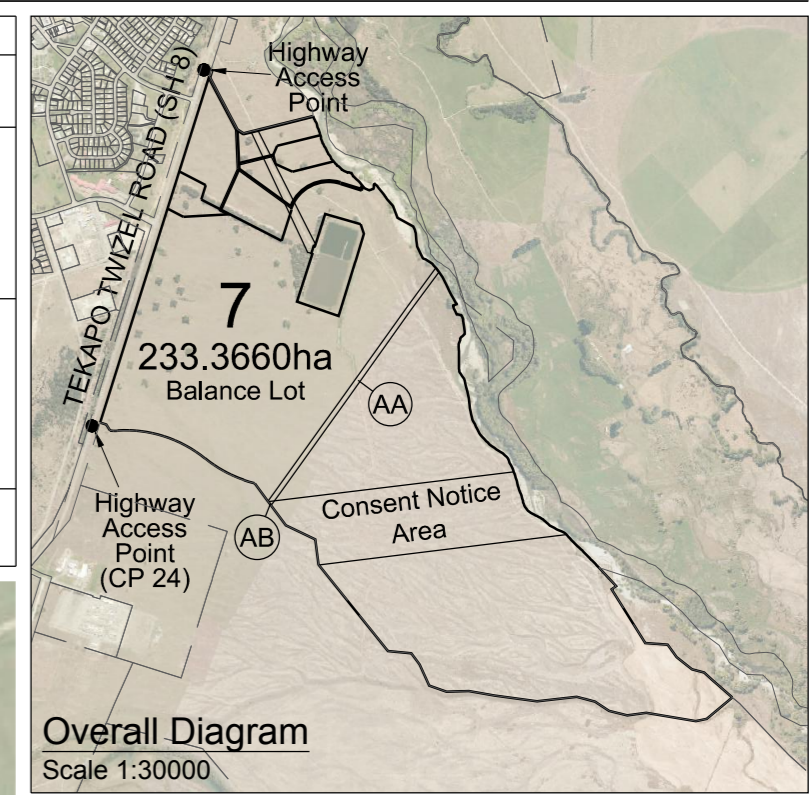 Highway
Access
Point
TEKAPO TWIZEL ROAD (SH 8)
7
233.3660ha
Balance Lot
AA
Consent Notice
Area
AB
Highway
Access
Point
(CP 24)
Overall Diagram
Scale 1:30000